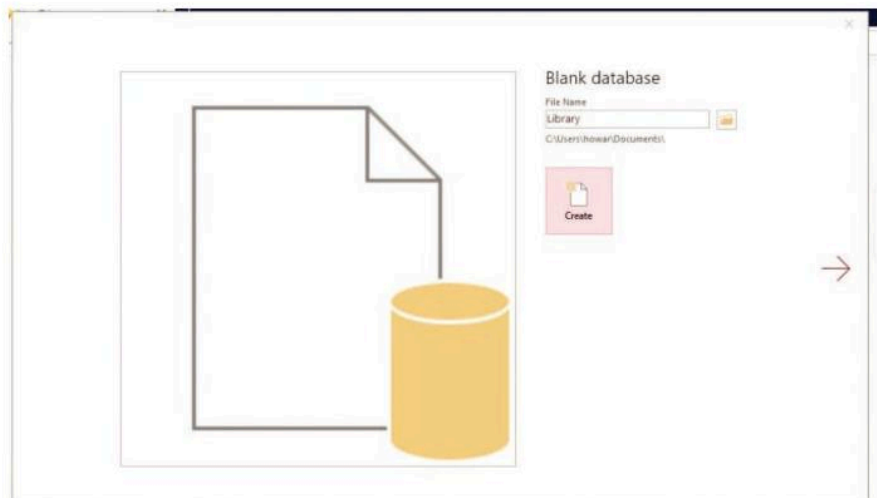 Blank database
File Name
Library
C:\Users\howar\Documents\
Create